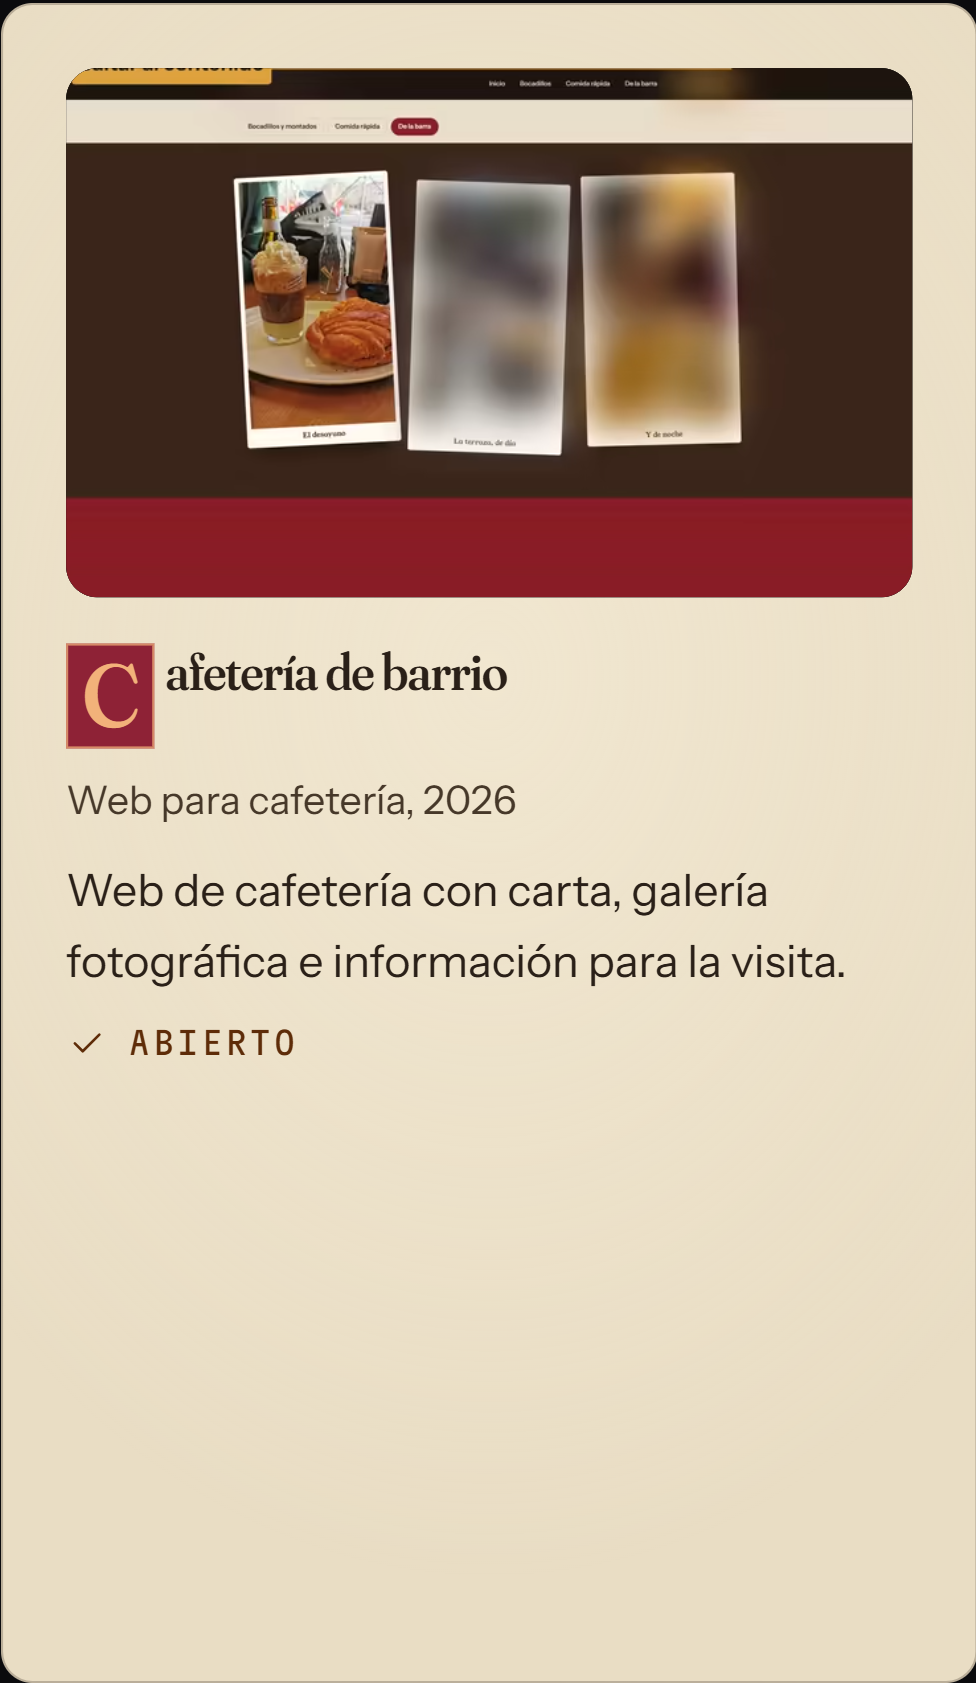 Inicio Bocadillos Comida rápida De la barra
Bocadillos y montados Comida rápida De la barra
El desayuno
La terraza, de día
Y de noche
Cafetería de barrio
Web para cafetería, 2026
Web de cafetería con carta, galería
fotográfica e información para la visita.
ABIERTO